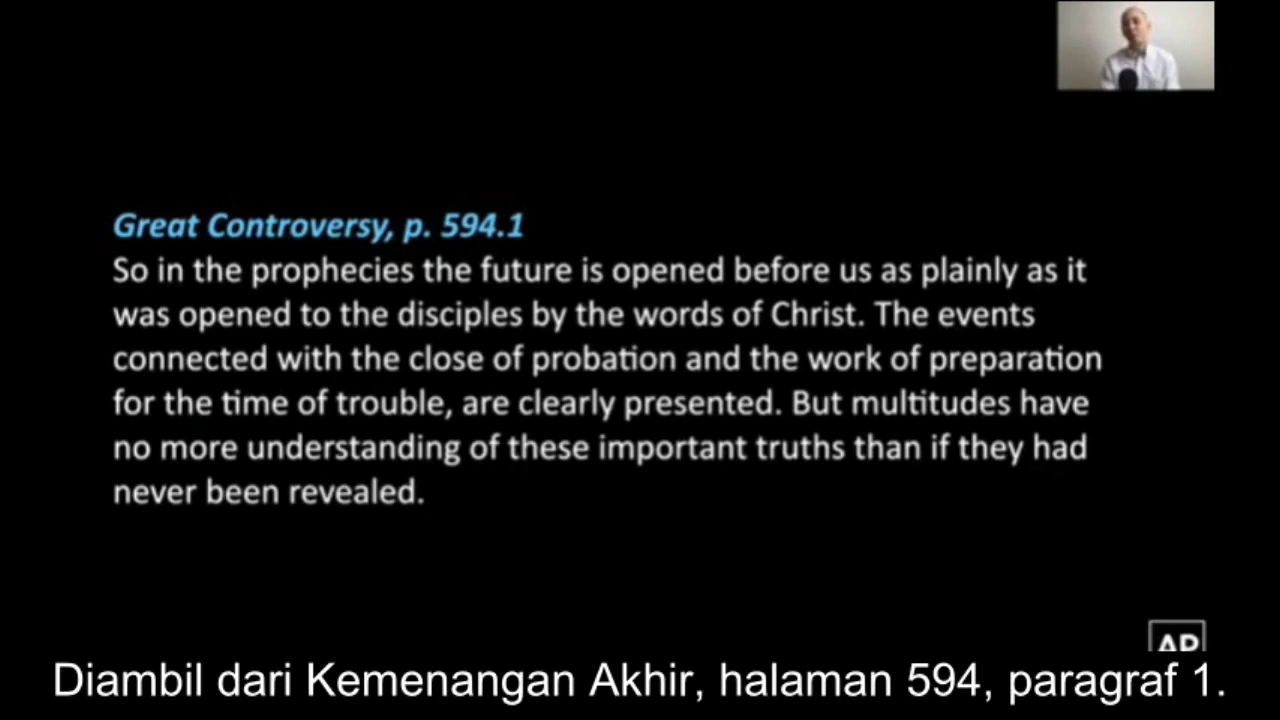 Great Controversy, p. 594.1
So in the prophecies the future is opened before us as plainly as it
was opened to the disciples by the words of Christ. The events
connected with the close of probation and the work of preparation
for the time of trouble, are clearly presented. But multitudes have
no more understanding of these important truths than if they had
never been revealed.
AP
Diambil dari Kemenangan Akhir, halaman 594, paragraf 1.